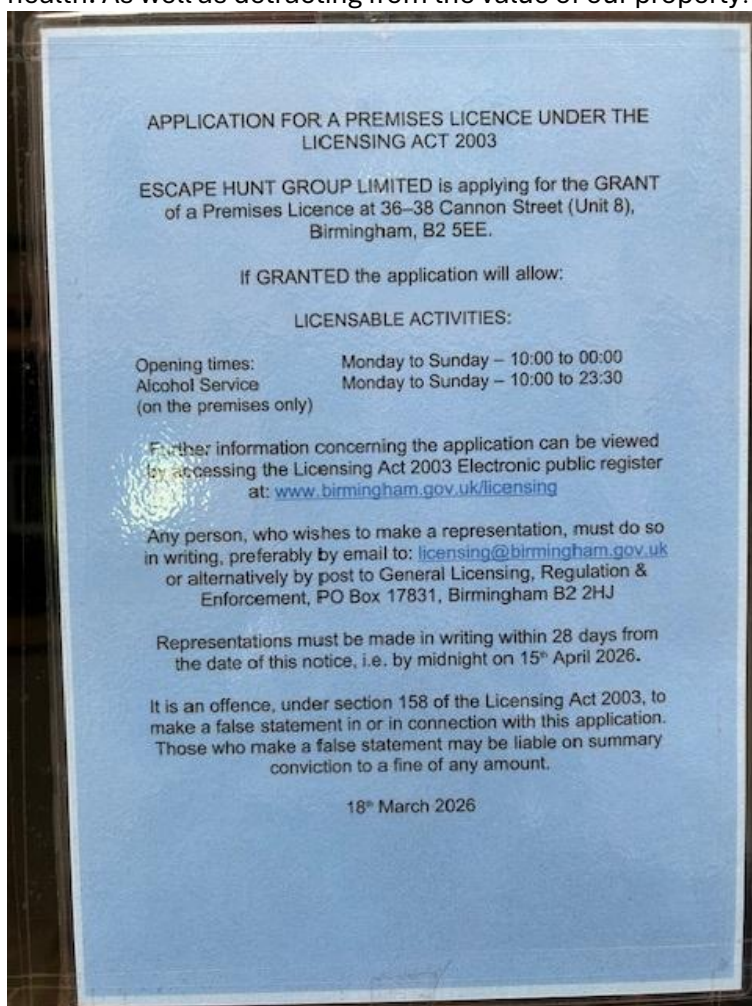 health. As well as detracting from the value of our property.
APPLICATION FOR A PREMISES LICENCE UNDER THE
LICENSING ACT 2003
ESCAPE HUNT GROUP LIMITED is applying for the GRANT
of a Premises Licence at 36–38 Cannon Street (Unit 8),
Birmingham, B2 5EE.
If GRANTED the application will allow:
LICENSABLE ACTIVITIES:
Opening times: Monday to Sunday – 10:00 to 00:00
Alcohol Service Monday to Sunday – 10:00 to 23:30
(on the premises only)
Further information concerning the application can be viewed
by accessing the Licensing Act 2003 Electronic public register
at: www.birmingham.gov.uk/licensing
Any person, who wishes to make a representation, must do so
in writing, preferably by email to: licensing@birmingham.gov.uk
or alternatively by post to General Licensing, Regulation &
Enforcement, PO Box 17831, Birmingham B2 2HJ
Representations must be made in writing within 28 days from
the date of this notice, i.e. by midnight on 15th April 2026.
It is an offence, under section 158 of the Licensing Act 2003, to
make a false statement in or in connection with this application.
Those who make a false statement may be liable on summary
conviction to a fine of any amount.
18th March 2026